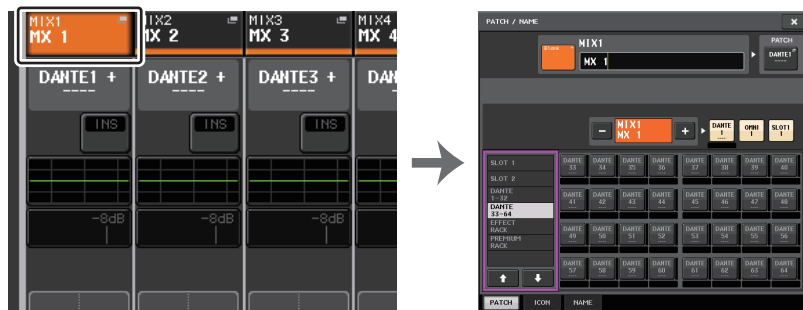 MIX1
MX 1
MIX2
MX 2
MIX3
MX 3
MIX4
MX 4
DANTE1 +
----
DANTE2 +
----
DANTE3 +
----
DAN
INS
INS
INS
-8dB
-8dB
-8dB
PATCH / NAME
×
Blank
MIX1
MX 1
PATCH
DANTE1
----
-
MIX1
MX 1
+
DANTE
1
OMNI
1
SLOT1
1
SLOT 1
SLOT 2
DANTE
1-32
DANTE
33-64
EFFECT
RACK
PREMIUM
RACK
DANTE 33
DANTE 34
DANTE 35
DANTE 36
DANTE 37
DANTE 38
DANTE 39
DANTE 40
DANTE 41
DANTE 42
DANTE 43
DANTE 44
DANTE 45
DANTE 46
DANTE 47
DANTE 48
DANTE 49
DANTE 50
DANTE 51
DANTE 52
DANTE 53
DANTE 54
DANTE 55
DANTE 56
DANTE 57
DANTE 58
DANTE 59
DANTE 60
DANTE 61
DANTE 62
DANTE 63
DANTE 64
PATCH
ICON
NAME